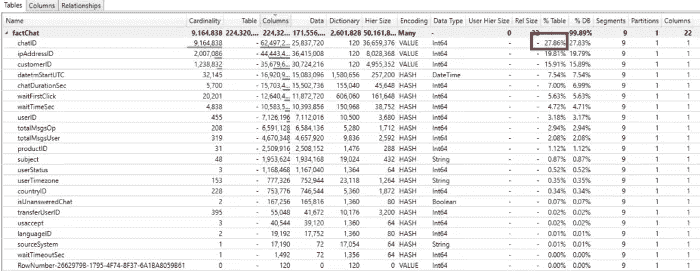 Tables Columns Relationships
Name Cardinality Table Columns Data Dictionary Hier Size Encoding Data Type User Hier Size Rel Size % Table % DB Segments Partitions Columns
factChat 9,164,838 224,320,... 224,32... 171,556,... 2,601,828 50,161,8... Many - 0 99.89% 9 1 22
chatID 9,164,838 - 62,497,2... 25,837,720 120 36,659,376 VALUE Int64 - - 27.86% 27.83% 9 1 1
ipAddressID 2,007,086 - 44,443,4... 36,415,0... 120 8,028,368 VALUE Int64 - - 19.81% 19.79% 9 1 1
customerID 1,238,832 - 35,679,6... 30,724,216 120 4,955,352 VALUE Int64 - - 15.91% 15.89% 9 1 1
datetmStartUTC 32,145 - 16,920,9... 15,083,096 1,580,656 257,200 HASH DateTime - - 7.54% 7.54% 9 1 1
chatDurationSec 5,700 - 15,703,4... 15,502,736 155,040 45,648 HASH Int64 - - 7.00% 6.99% 9 1 1
waitFirstClick 20,201 - 12,640,4... 11,872,720 606,060 161,648 HASH Int64 - - 5.63% 5.63% 9 1 1
waitTimeSec 4,838 - 10,583,5... 10,393,856 150,968 38,752 HASH Int64 - - 4.72% 4.71% 9 1 1
userID 455 - 7,126,196 7,112,016 10,500 3,680 HASH Int64 - - 3.18% 3.17% 9 1 1
totalMsgsOp 208 - 6,591,128 6,584,136 5,280 1,712 HASH Int64 - - 2.94% 2.94% 9 1 1
totalMsgsUser 319 - 4,670,348 4,657,920 9,836 2,592 HASH Int64 - - 2.08% 2.08% 9 1 1
productID 31 - 2,509,916 2,508,152 1,476 288 HASH Int64 - - 1.12% 1.12% 9 1 1
subject 48 - 1,953,624 1,934,168 19,024 432 HASH String - - 0.87% 0.87% 9 1 1
userStatus 3 - 1,168,468 1,167,040 1,364 64 HASH Int64 - - 0.52% 0.52% 9 1 1
userTimezone 153 - 777,326 752,944 23,118 1,264 HASH String - - 0.35% 0.35% 9 1 1
countryID 228 - 753,776 746,544 5,360 1,872 HASH Int64 - - 0.34% 0.34% 9 1 1
isUnansweredChat 2 - 167,256 165,816 1,360 80 HASH Boolean - - 0.07% 0.07% 9 1 1
transferUserID 395 - 55,048 41,672 10,176 3,200 HASH Int64 - - 0.02% 0.02% 9 1 1
usaccept 3 - 40,544 39,120 1,360 64 HASH Int64 - - 0.02% 0.02% 9 1 1
languageID 2 - 19,192 17,752 1,360 80 HASH Int64 - - 0.01% 0.01% 9 1 1
sourceSystem 1 - 17,190 72 17,054 64 HASH String - - 0.01% 0.01% 9 1 1
waitTimeoutSec 1 - 1,492 72 1,356 64 HASH Int64 - - 0.00% 0.00% 9 1 1
RowNumber-2662979B-1795-4F74-8F37-6A1BA8059B61 0 - 120 0 120 0 VALUE Int64 - - 0.00% 0.00% 9 1 1